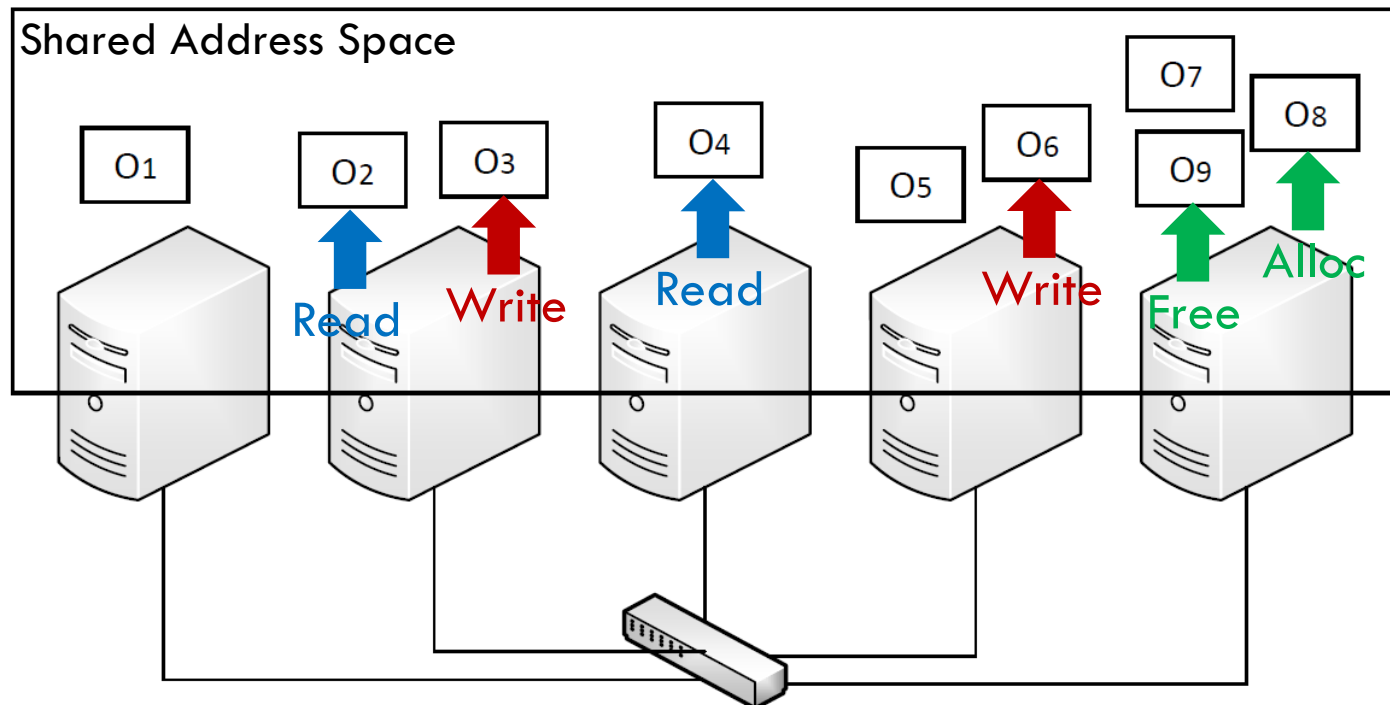 Shared Address Space
O1
O2
O3
O4
O5
O6
O7
O8
O9
Read
Write
Read
Write
Free
Alloc